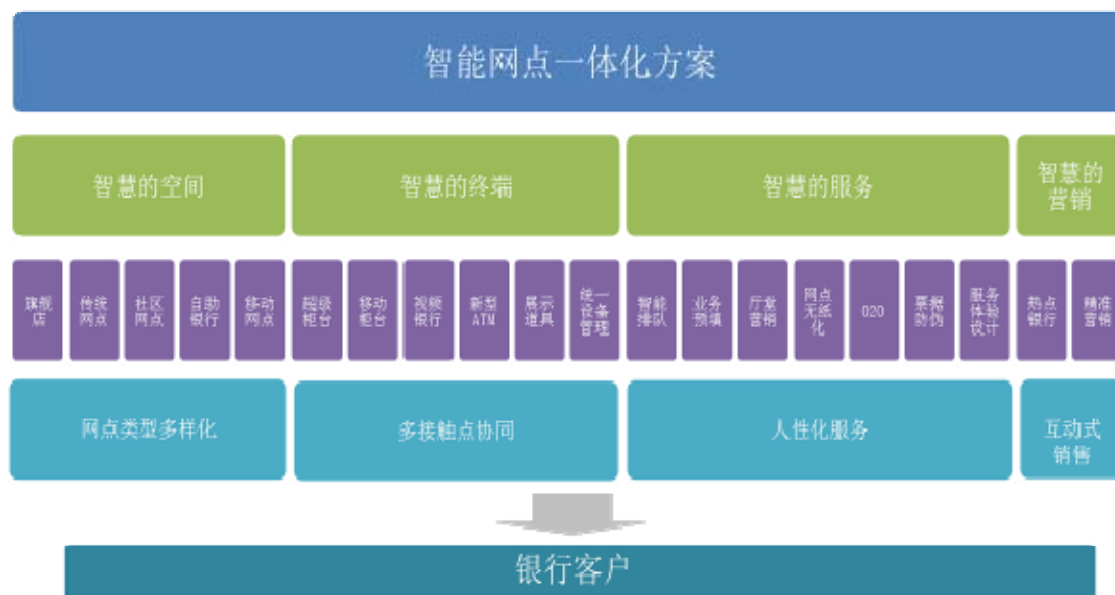 智能网点一体化方案
智慧的空间
智慧的终端
智慧的服务
智慧的
营销
旗舰
店
传统
网点
社区
网点
自助
银行
移动
网点
超级
柜台
移动
柜台
视频
银行
新型
ATM
展示
道具
统一
设备
管理
智能
排队
业务
预填
厅堂
营销
网点
无纸
化
O2O
票据
防伪
服务
体验
设计
热点
银行
精准
营销
网点类型多样化
多接触点协同
人性化服务
互动式
销售
银行客户